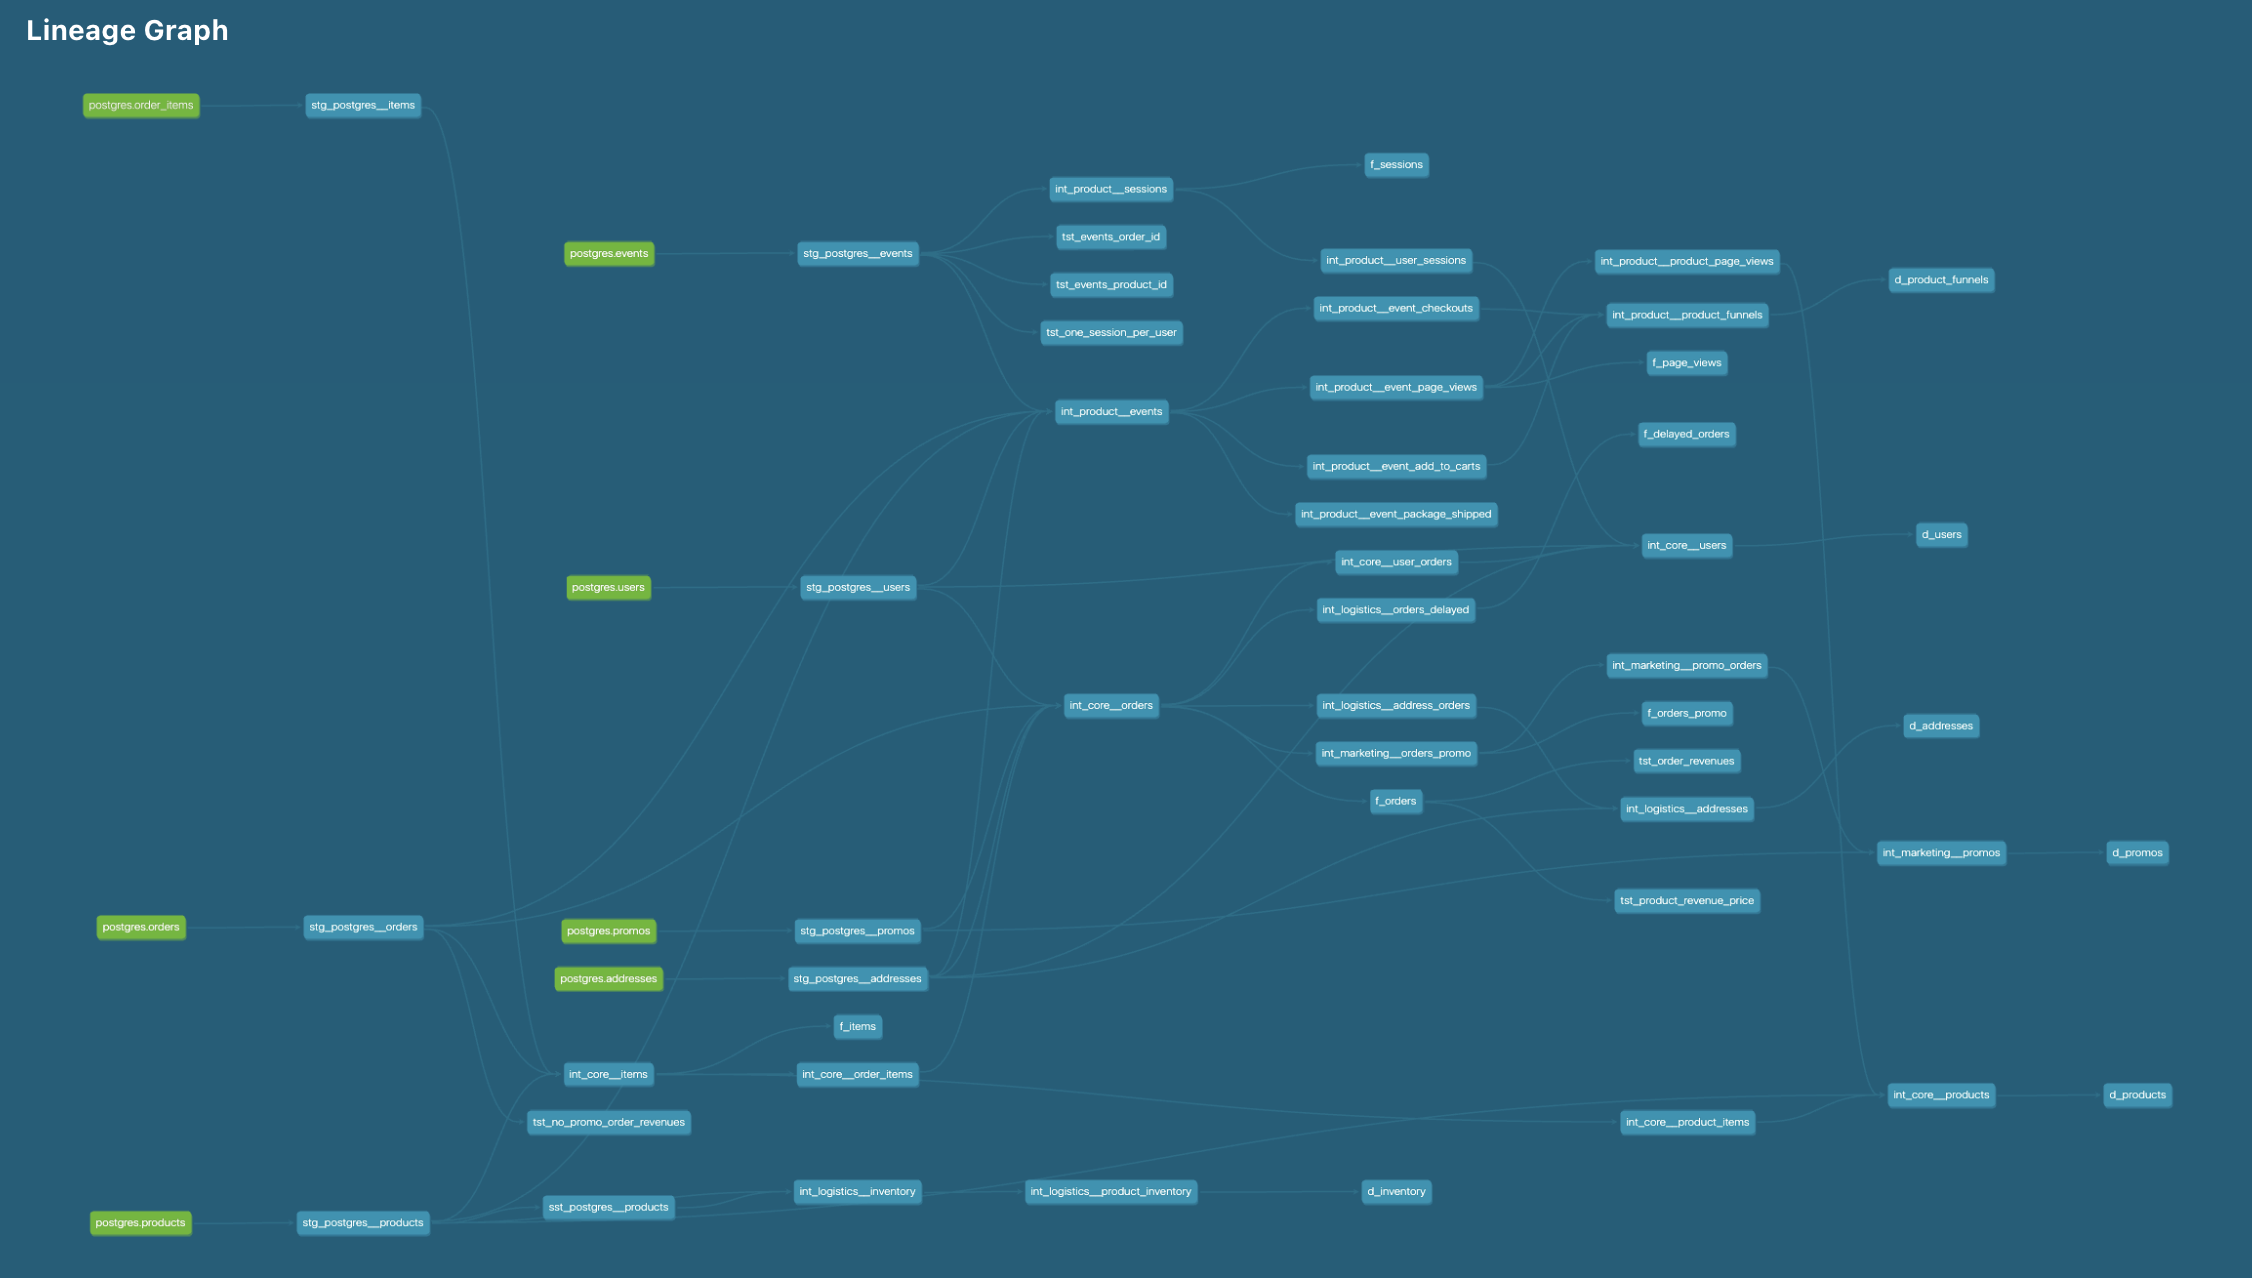 Lineage Graph
postgres.order_items
stg_postgres__items
f_sessions
int_product__sessions
tst_events_order_id
postgres.events
stg_postgres__events
int_product__user_sessions
int_product__product_page_views
d_product_funnels
tst_events_product_id
int_product__event_checkouts
int_product__product_funnels
tst_one_session_per_user
f_page_views
int_product__event_page_views
int_product__events
f_delayed_orders
int_product__event_add_to_carts
int_product__event_package_shipped
d_users
int_core__users
int_core__user_orders
postgres.users
stg_postgres__users
int_logistics__orders_delayed
int_marketing__promo_orders
int_core__orders
int_logistics__address_orders
f_orders_promo
d_addresses
int_marketing__orders_promo
tst_order_revenues
f_orders
int_logistics__addresses
int_marketing__promos
d_promos
tst_product_revenue_price
postgres.orders
stg_postgres__orders
postgres.promos
stg_postgres__promos
postgres.addresses
stg_postgres__addresses
f_items
int_core__items
int_core__order_items
int_core__products
d_products
tst_no_promo_order_revenues
int_core__product_items
int_logistics__inventory
int_logistics__product_inventory
d_inventory
sst_postgres__products
postgres.products
stg_postgres__products